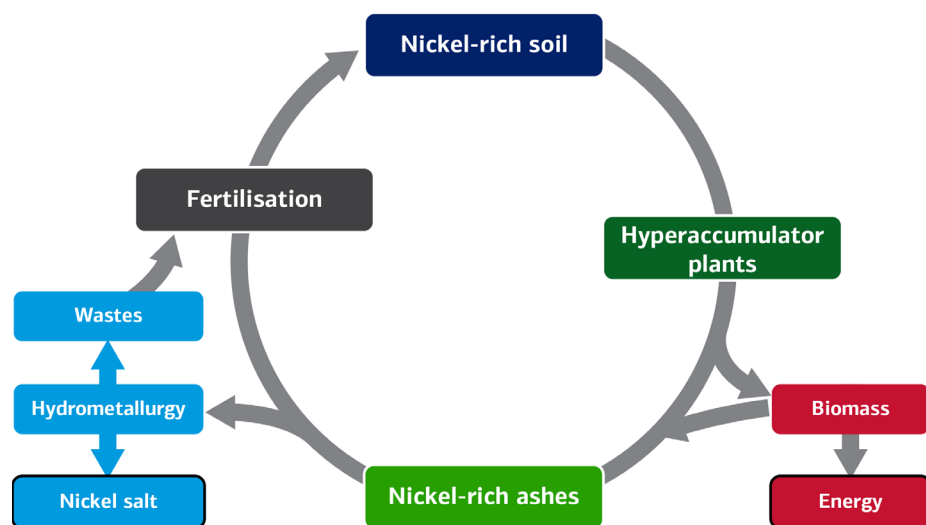 Nickel-rich soil
Fertilisation
Hyperaccumulator
plants
Wastes
Hydrometallurgy
Biomass
Nickel salt
Nickel-rich ashes
Energy